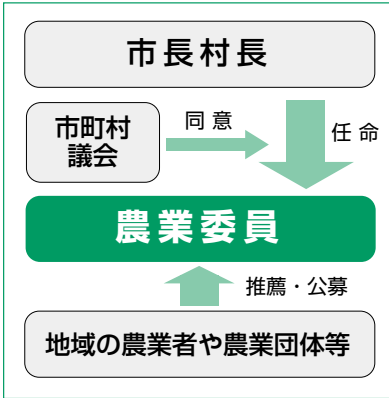 市長村長
市町村
議会
同意
任命
農業委員
推薦・公募
地域の農業者や農業団体等